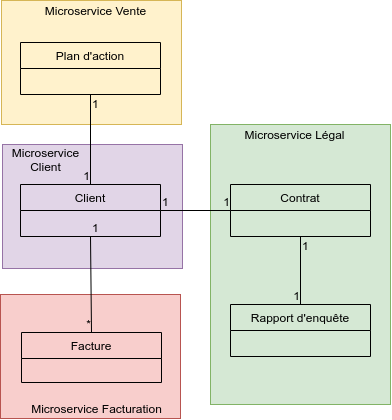 Microservice Vente
Plan d'action
1
1
Microservice
Client
Client
1
1
1
*
Facture
Microservice Facturation
Microservice Légal
Contrat
1
1
Rapport d'enquête